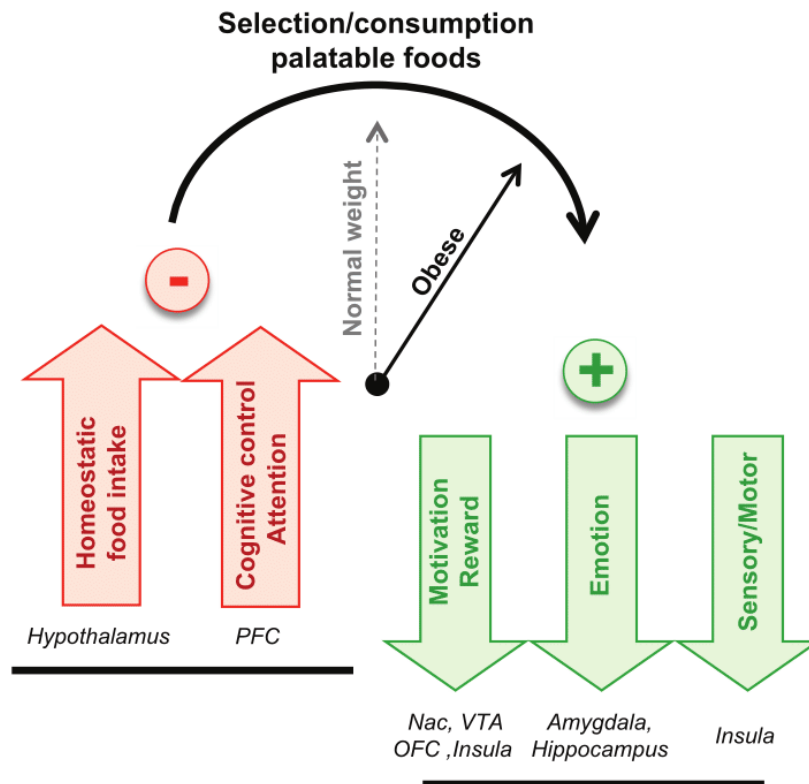 Selection/consumption
palatable foods
Normal weight
Obese
-
+
Homeostatic
food intake
Cognitive control
Attention
Motivation
Reward
Emotion
Sensory/Motor
Hypothalamus
PFC
Nac, VTA
OFC ,Insula
Amygdala,
Hippocampus
Insula